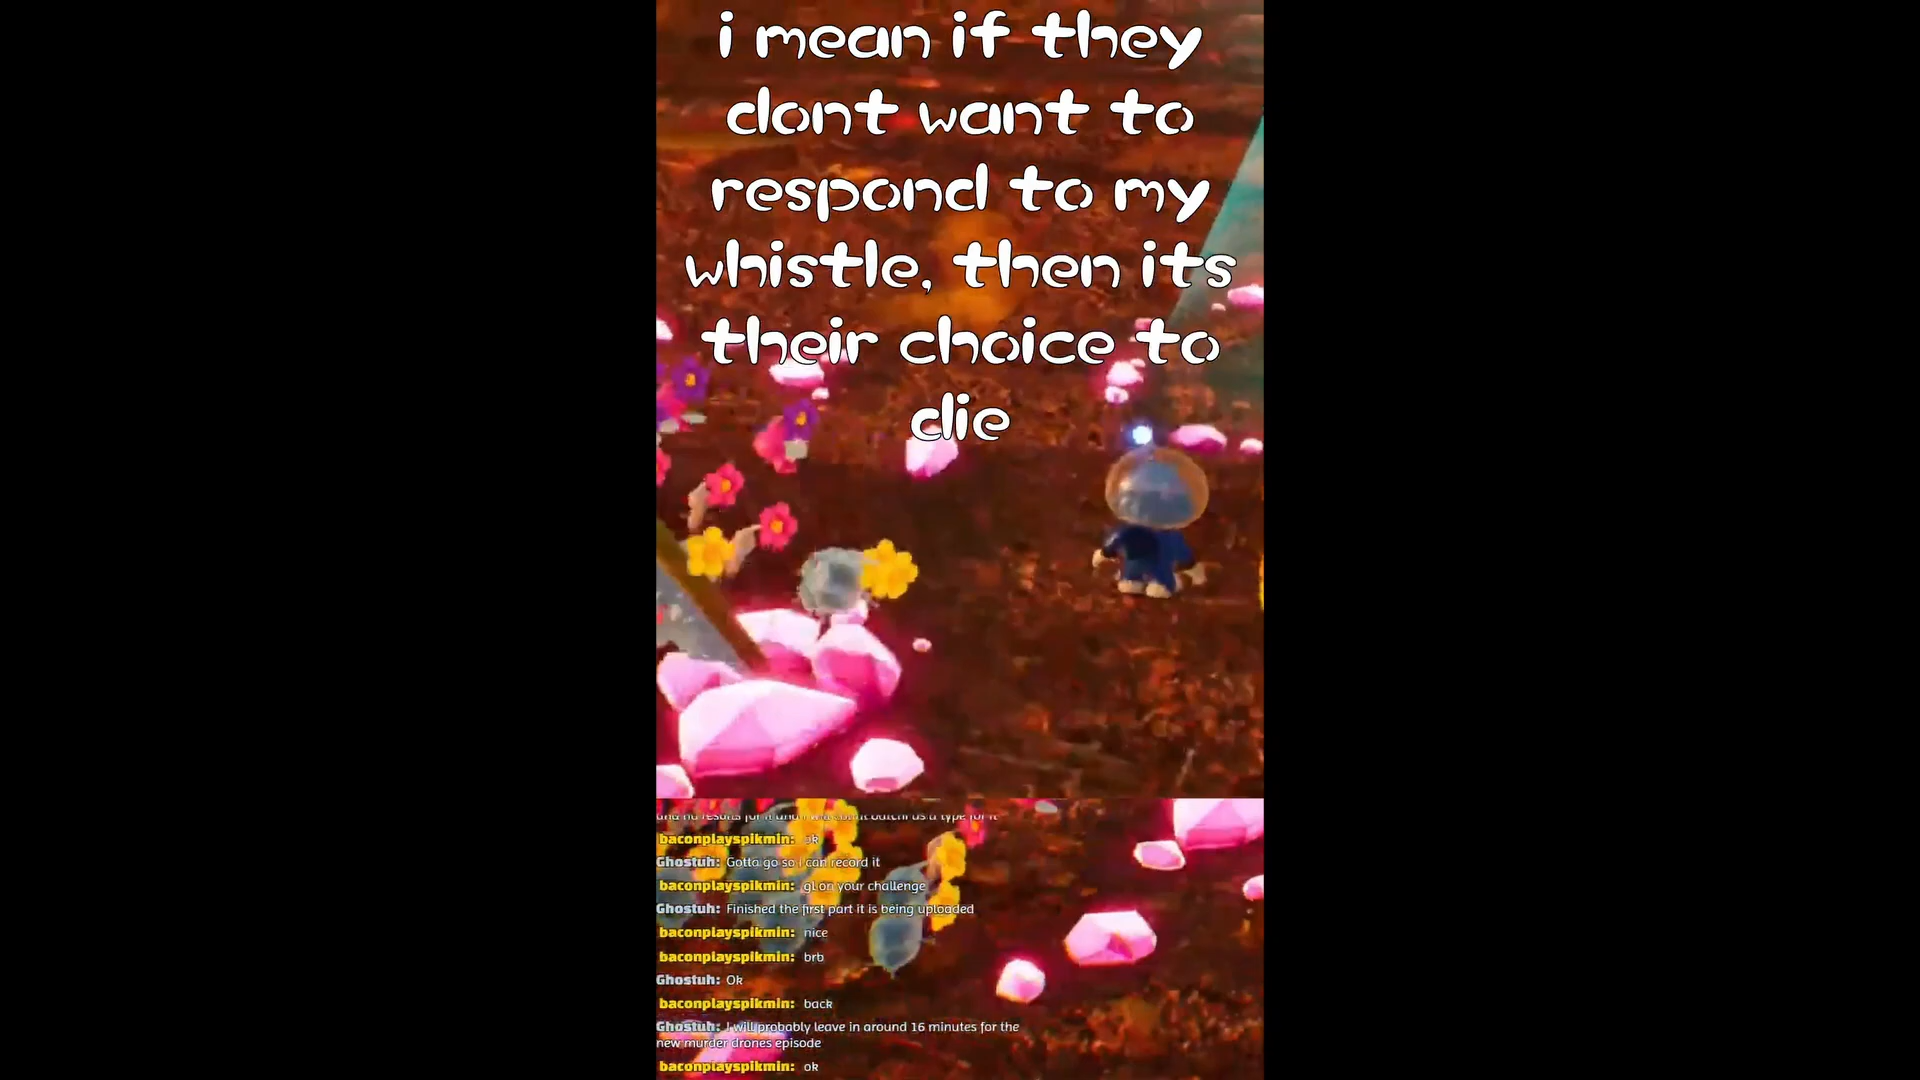 i mean if they
dont want to
respond to my
whistle, then its
their choice to
die
baconplayspikmin: ok
Ghostuh: Gotta go so i can record it
baconplayspikmin: gl on your challenge
Ghostuh: Finished the first part it is being uploaded
baconplayspikmin: nice
baconplayspikmin: brb
Ghostuh: Ok
baconplayspikmin: back
Ghostuh: I will probably leave in around 16 minutes for the
new murder drones episode
baconplayspikmin: ok